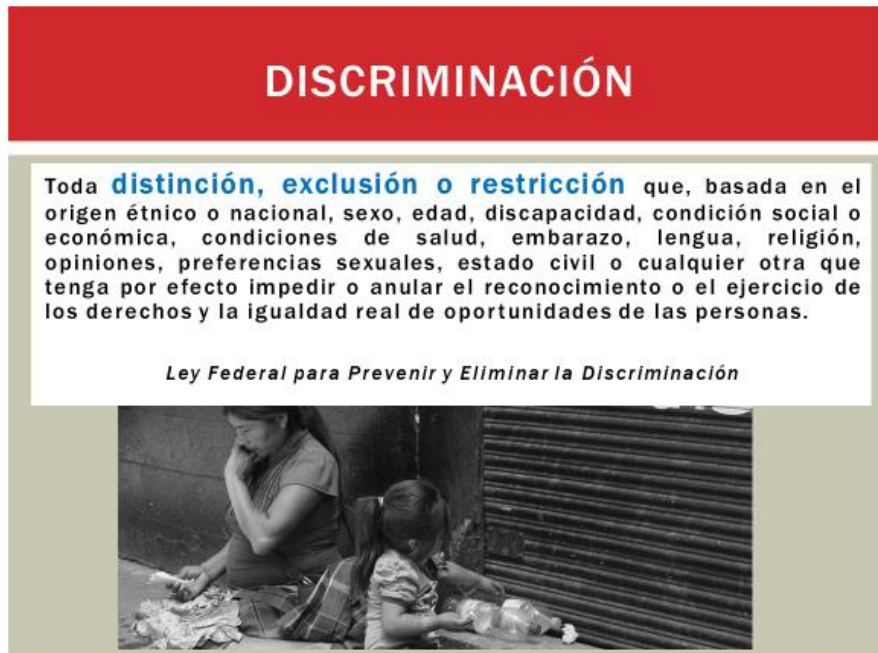 DISCRIMINACIÓN
Toda distinción, exclusión o restricción que, basada en el
origen étnico o nacional, sexo, edad, discapacidad, condición social o
económica, condiciones de salud, embarazo, lengua, religión,
opiniones, preferencias sexuales, estado civil o cualquier otra que
tenga por efecto impedir o anular el reconocimiento o el ejercicio de
los derechos y la igualdad real de oportunidades de las personas.
Ley Federal para Prevenir y Eliminar la Discriminación